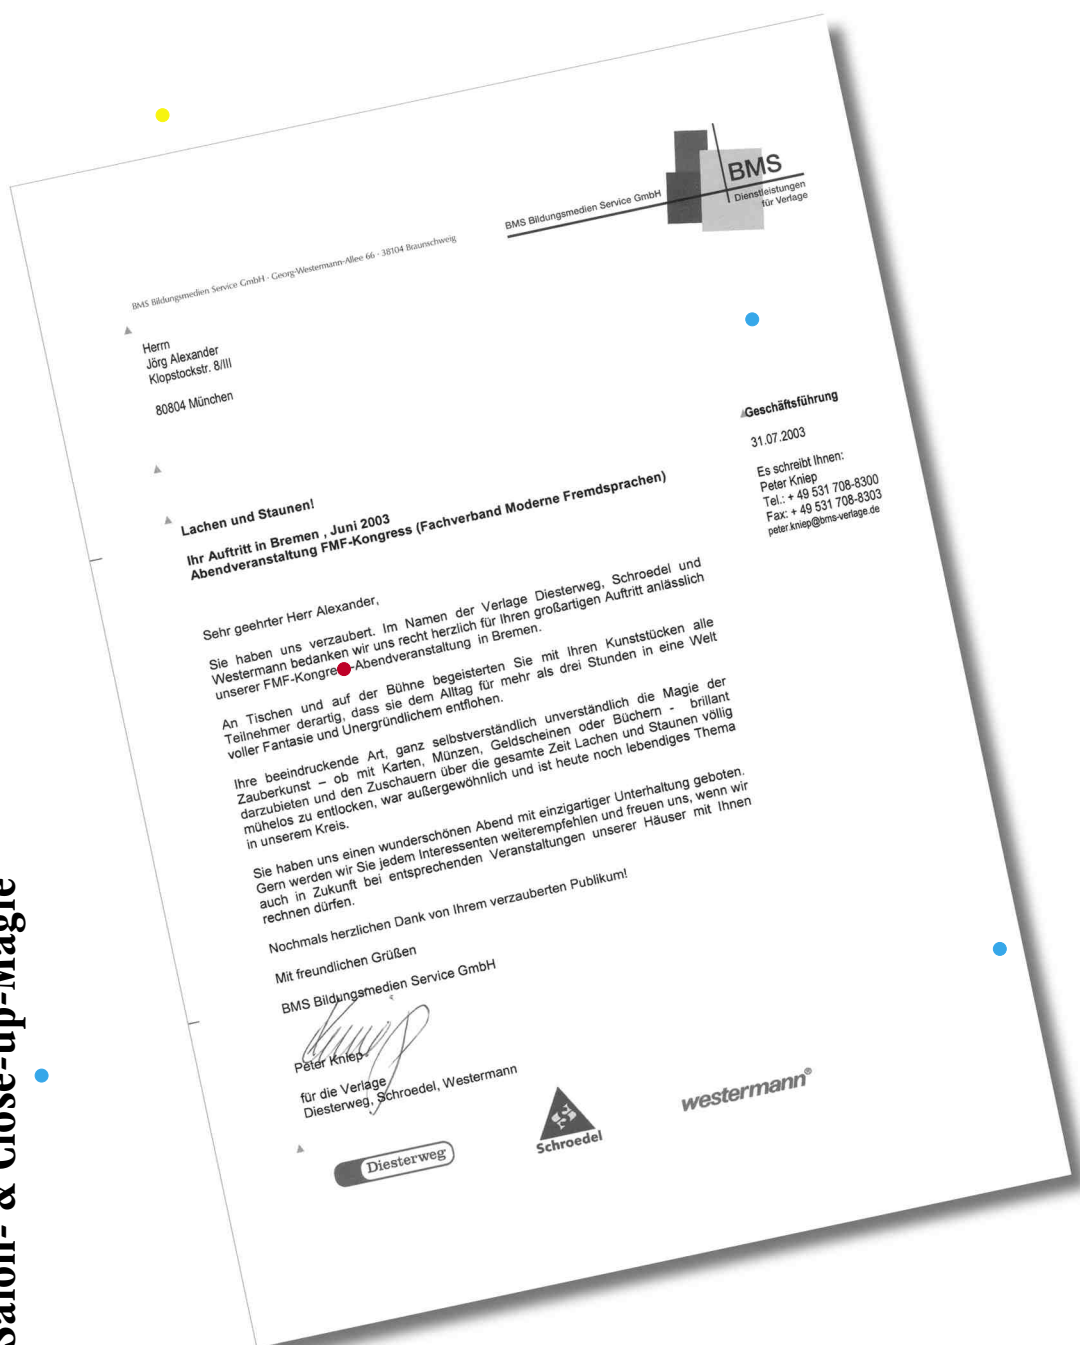 BMS
Dienstleistungen
für Verlage
BMS Bildungsmedien Service GmbH
BMS Bildungsmedien Service GmbH · Georg-Westermann-Allee 66 · 38104 Braunschweig
Herrn
Jörg Alexander
Klopstockstr. 8/III
80804 München
Geschäftsführung
31.07.2003
Es schreibt Ihnen:
Peter Kniep
Tel.: + 49 531 708-8300
Fax: + 49 531 708-8303
peter.kniep@bms-verlage.de
Lachen und Staunen!
Ihr Auftritt in Bremen , Juni 2003
Abendveranstaltung FMF-Kongress (Fachverband Moderne Fremdsprachen)
Sehr geehrter Herr Alexander,
Sie haben uns verzaubert. Im Namen der Verlage Diesterweg, Schroedel und
Westermann bedanken wir uns recht herzlich für Ihren großartigen Auftritt anlässlich
unserer -Abendveranstaltung in Bremen.
An Tischen und auf der Bühne begeisterten Sie mit Ihren Kunststücken alle
Teilnehmer derartig, dass sie dem Alltag für mehr als drei Stunden in eine Welt
voller Fantasie und Unergründlichem entflohen.
Ihre beeindruckende Art, ganz selbstverständlich unverständlich die Magie der
Zauberkunst – ob mit Karten, Münzen, Geldscheinen oder Büchern - brillant
darzubieten und den Zuschauern über die gesamte Zeit Lachen und Staunen völlig
mühelos zu entlocken, war außergewöhnlich und ist heute noch lebendiges Thema
in unserem Kreis.
Sie haben uns einen wunderschönen Abend mit einzigartiger Unterhaltung geboten.
Gern werden wir Sie jedem Interessenten weiterempfehlen und freuen uns, wenn wir
auch in Zukunft bei entsprechenden Veranstaltungen unserer Häuser mit Ihnen
rechnen dürfen.
Nochmals herzlichen Dank von Ihrem verzauberten Publikum!
Mit freundlichen Grüßen
BMS Bildungsmedien Service GmbH
Peter Kniep
für die Verlage
Diesterweg, Schroedel, Westermann
Diesterweg
Schroedel
westermann®
Salon- & Close-up-Magie